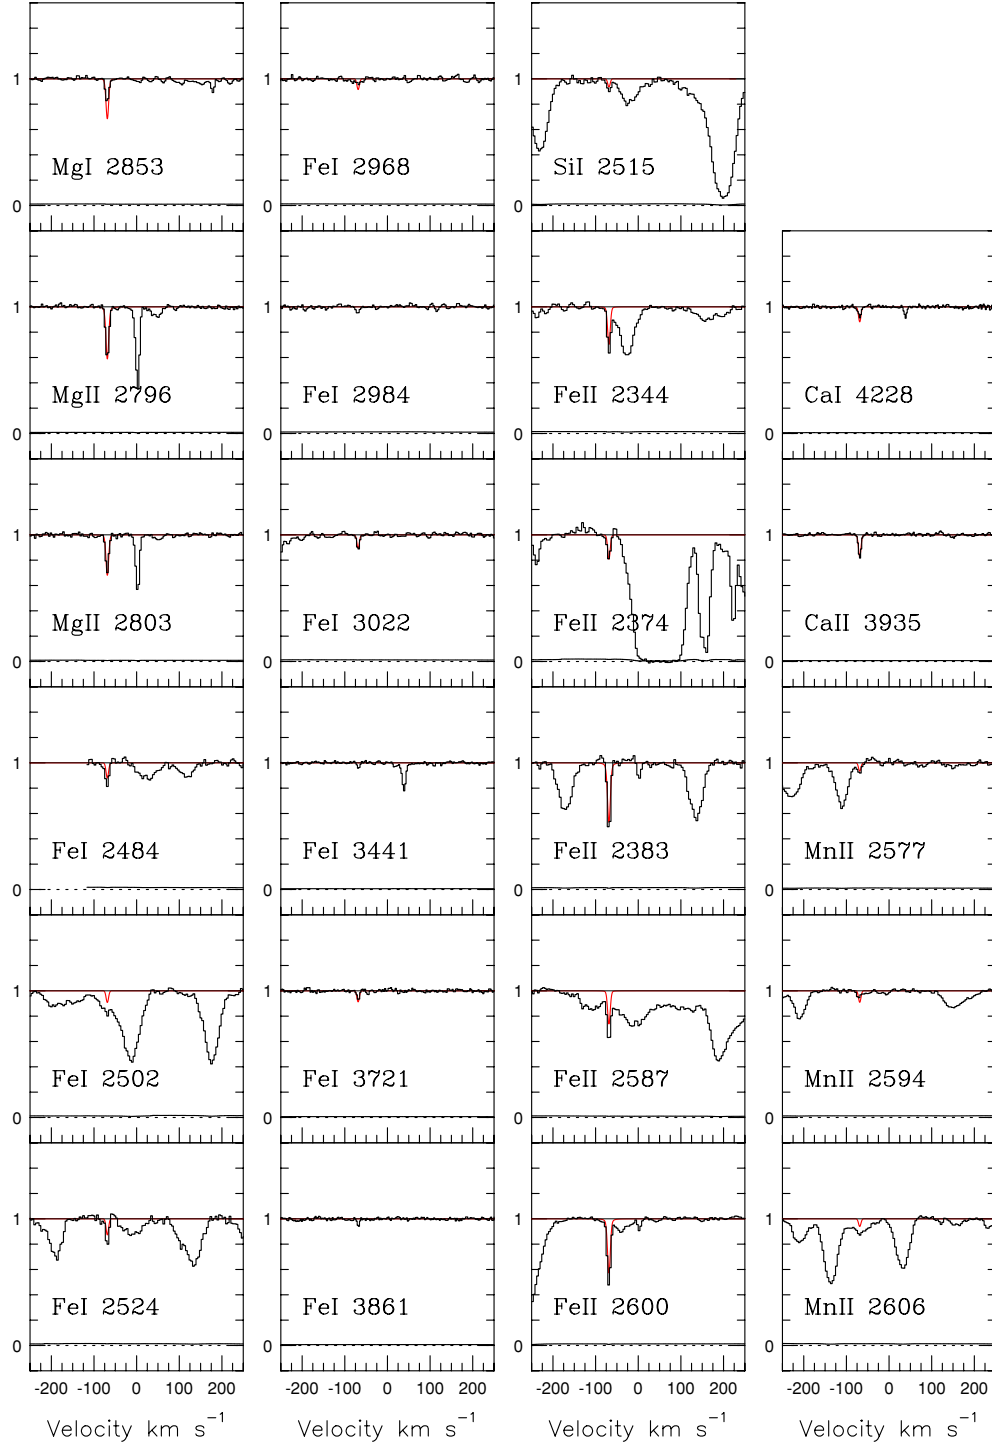 1
MgI 2853
FeI 2968
SiI 2515
0
1 1 1 1
MgII 2796
FeI 2984
FeII 2344
CaI 4228
0 0 0 0
1 1 1 1
MgII 2803
FeI 3022
FeII 2374
CaII 3935
0 0 0 0
1 1 1 1
FeI 2484
FeI 3441
FeII 2383
MnII 2577
0 0 0 0
1 1 1 1
FeI 2502
FeI 3721
FeII 2587
MnII 2594
0 0 0 0
1 1 1 1
FeI 2524
FeI 3861
FeII 2600
MnII 2606
0 0 0 0
-200 -100 0 100 200
-200 -100 0 100 200
-200 -100 0 100 200
-200 -100 0 100 200
Velocity km s⁻¹
Velocity km s⁻¹
Velocity km s⁻¹
Velocity km s⁻¹